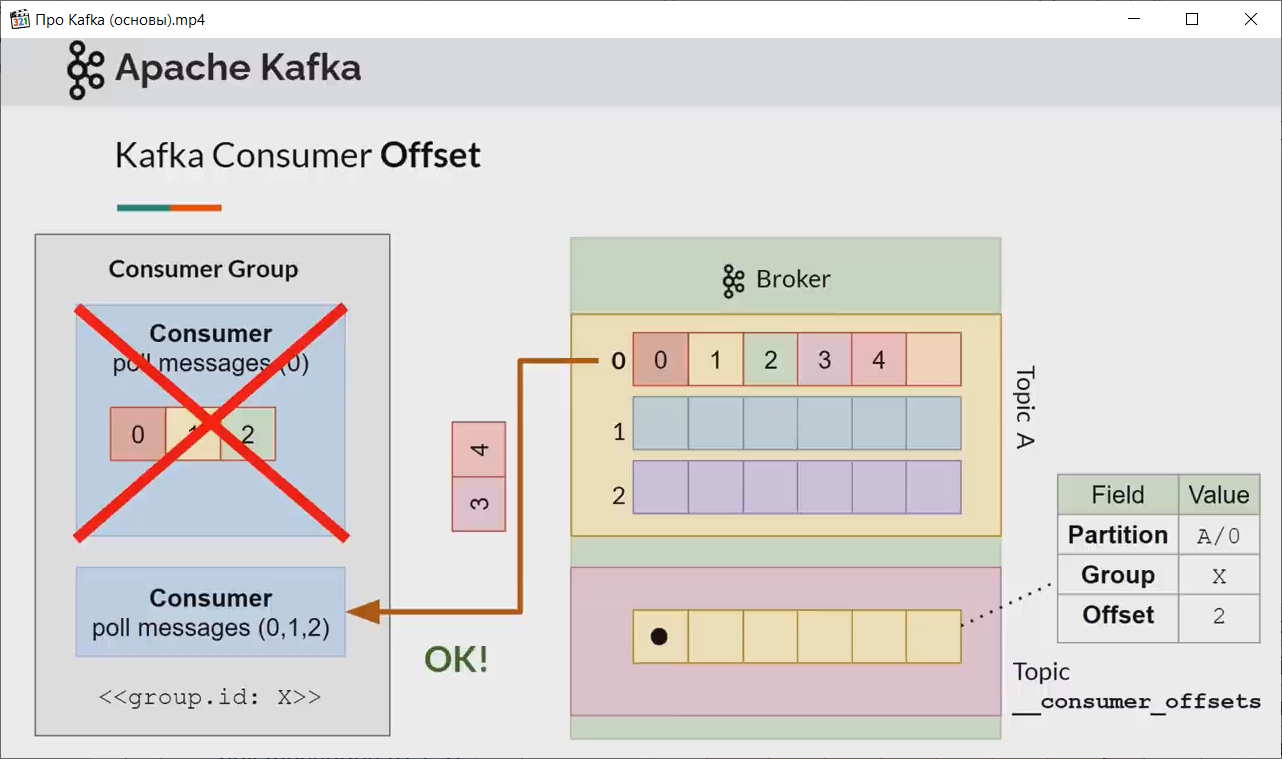 Про Kafka (основы).mp4
Apache Kafka
Kafka Consumer Offset
Consumer Group
Consumer
poll messages (0)
0 1 2
Consumer
poll messages (0,1,2)
<<group.id: X>>
4
3
OK!
Broker
0 0 1 2 3 4
1
2
Topic A
Field Value
Partition A/0
Group X
Offset 2
Topic
__consumer_offsets